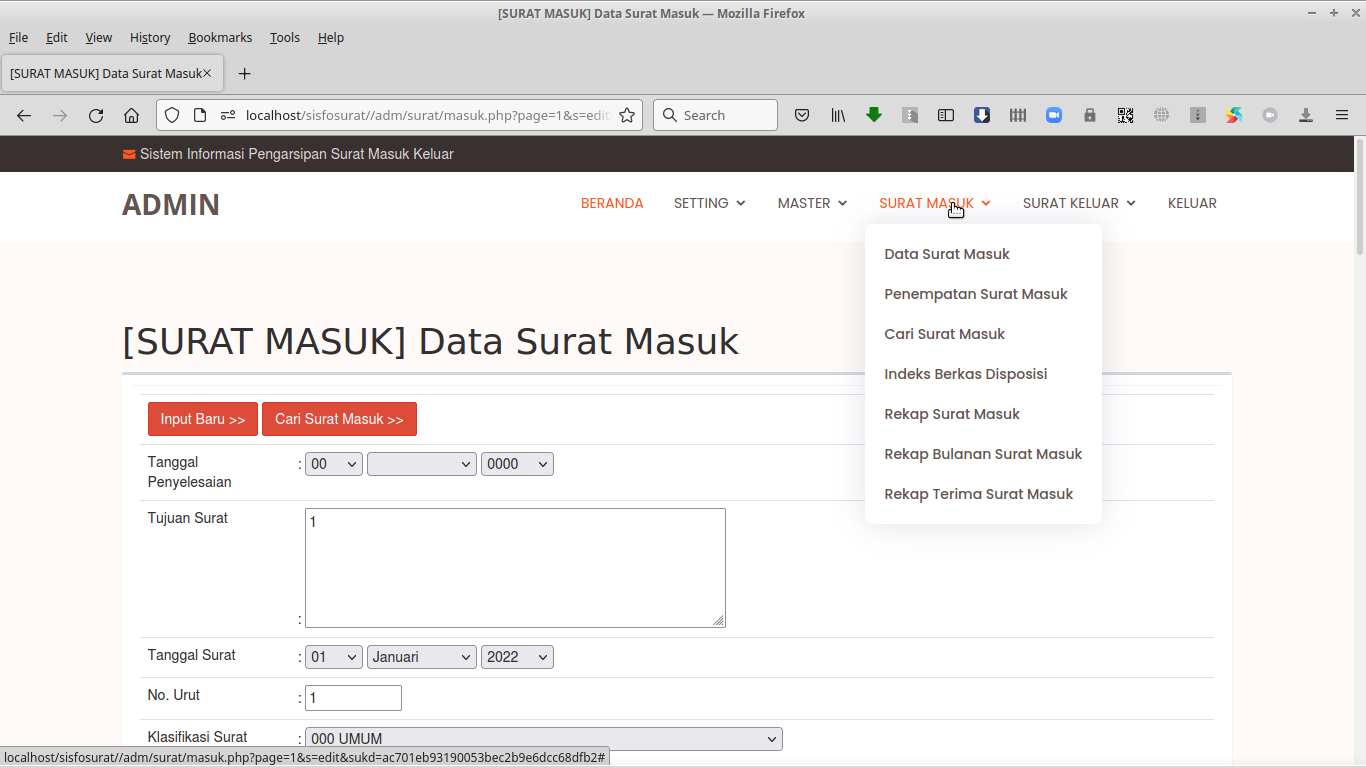 [SURAT MASUK] Data Surat Masuk — Mozilla Firefox
File Edit View History Bookmarks Tools Help
[SURAT MASUK] Data Surat Masuk
localhost/sisfosurat//adm/surat/masuk.php?page=1&s=edit
Search
Sistem Informasi Pengarsipan Surat Masuk Keluar
ADMIN
BERANDA SETTING MASTER SURAT MASUK SURAT KELUAR KELUAR
Data Surat Masuk
Penempatan Surat Masuk
Cari Surat Masuk
Indeks Berkas Disposisi
Rekap Surat Masuk
Rekap Bulanan Surat Masuk
Rekap Terima Surat Masuk
[SURAT MASUK] Data Surat Masuk
Input Baru >> Cari Surat Masuk >>
Tanggal Penyelesaian : 00 0000
Tujuan Surat : 1
Tanggal Surat : 01 Januari 2022
No. Urut : 1
Klasifikasi Surat : 000 UMUM
localhost/sisfosurat//adm/surat/masuk.php?page=1&s=edit&sukd=ac701eb93190053bec2b9e6dcc68dfb2#